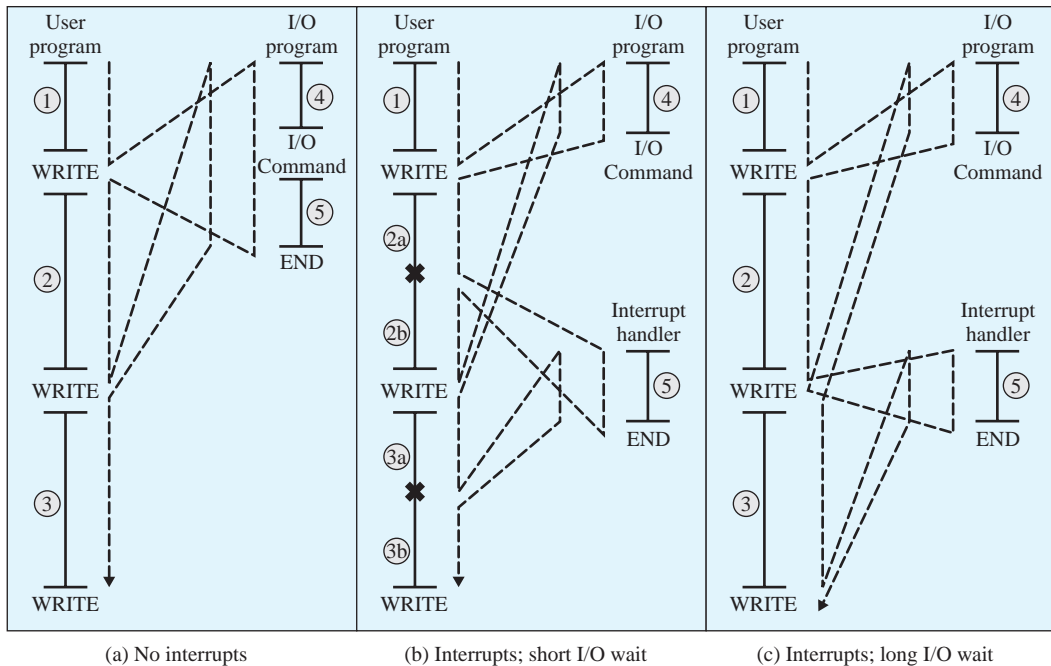 User
program
I/O
program
1
4
WRITE
I/O
Command
5
END
2
WRITE
3
WRITE
(a) No interrupts
User
program
I/O
program
1
4
WRITE
I/O
Command
2a
2b
Interrupt
handler
WRITE
5
END
3a
3b
WRITE
(b) Interrupts; short I/O wait
User
program
I/O
program
1
4
WRITE
I/O
Command
2
Interrupt
handler
WRITE
5
END
3
WRITE
(c) Interrupts; long I/O wait